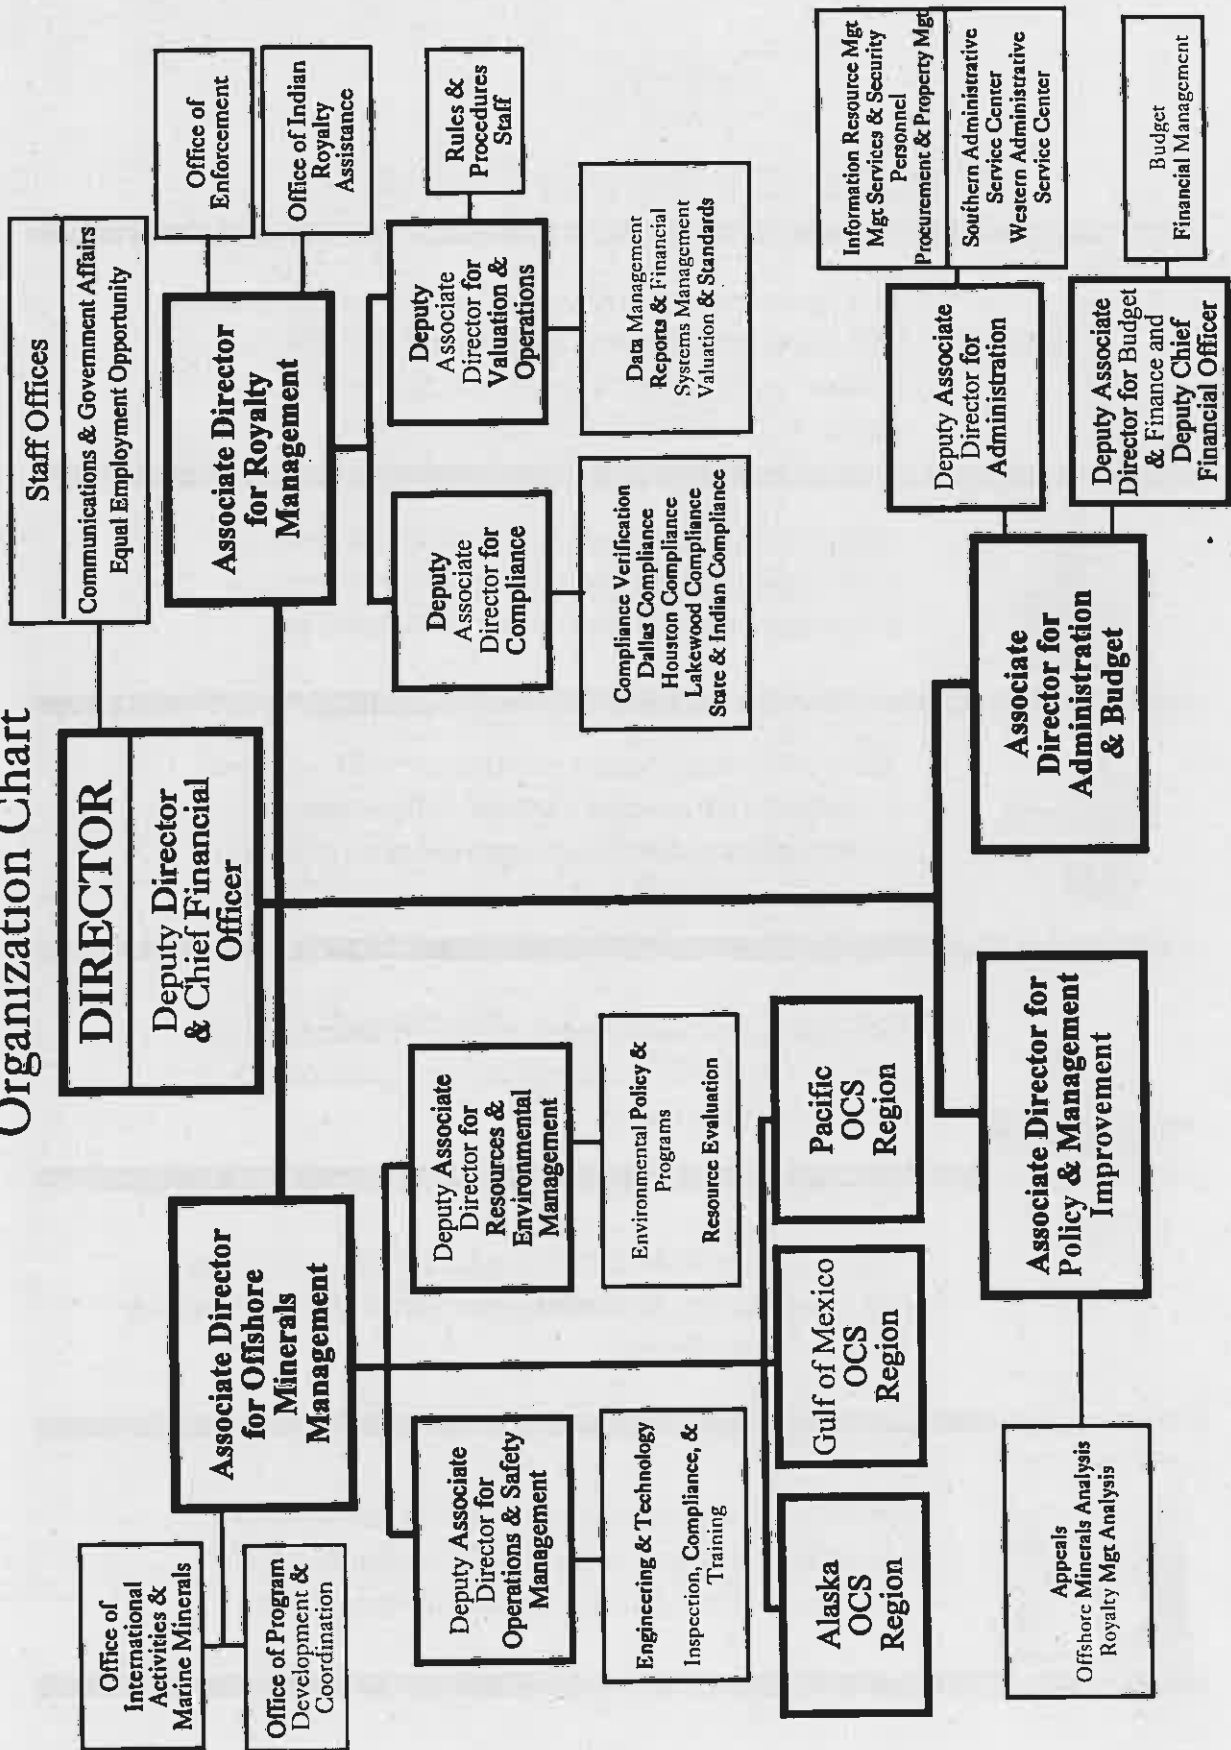 Organization Chart
DIRECTOR
Deputy Director
& Chief Financial
Officer
Staff Offices
Communications & Government Affairs
Equal Employment Opportunity
Office of
International
Activities &
Marine Minerals
Office of Program
Development &
Coordination
Associate Director
for Offshore
Minerals
Management
Associate Director
for Royalty
Management
Office of
Enforcement
Office of Indian
Royalty
Assistance
Deputy Associate
Director for
Operations & Safety
Management
Deputy Associate
Director for
Resources &
Environmental
Management
Deputy
Associate
Director for
Compliance
Deputy
Associate
Director for
Valuation &
Operations
Rules &
Procedures
Staff
Engineering & Technology
Inspection, Compliance, &
Training
Environmental Policy &
Programs
Resource Evaluation
Compliance Verification
Dallas Compliance
Houston Compliance
Lakewood Compliance
State & Indian Compliance
Data Management
Reports & Financial
Systems Management
Valuation & Standards
Alaska
OCS
Region
Gulf of Mexico
OCS
Region
Pacific
OCS
Region
Deputy Associate
Director for
Administration
Information Resource Mgt
Mgt Services & Security
Personnel
Procurement & Property Mgt
Southern Administrative
Service Center
Western Administrative
Service Center
Appeals
Offshore Minerals Analysis
Royalty Mgt Analysis
Associate Director for
Policy & Management
Improvement
Associate
Director for
Administration
& Budget
Deputy Associate
Director for Budget
& Finance and
Deputy Chief
Financial Officer
Budget
Financial Management